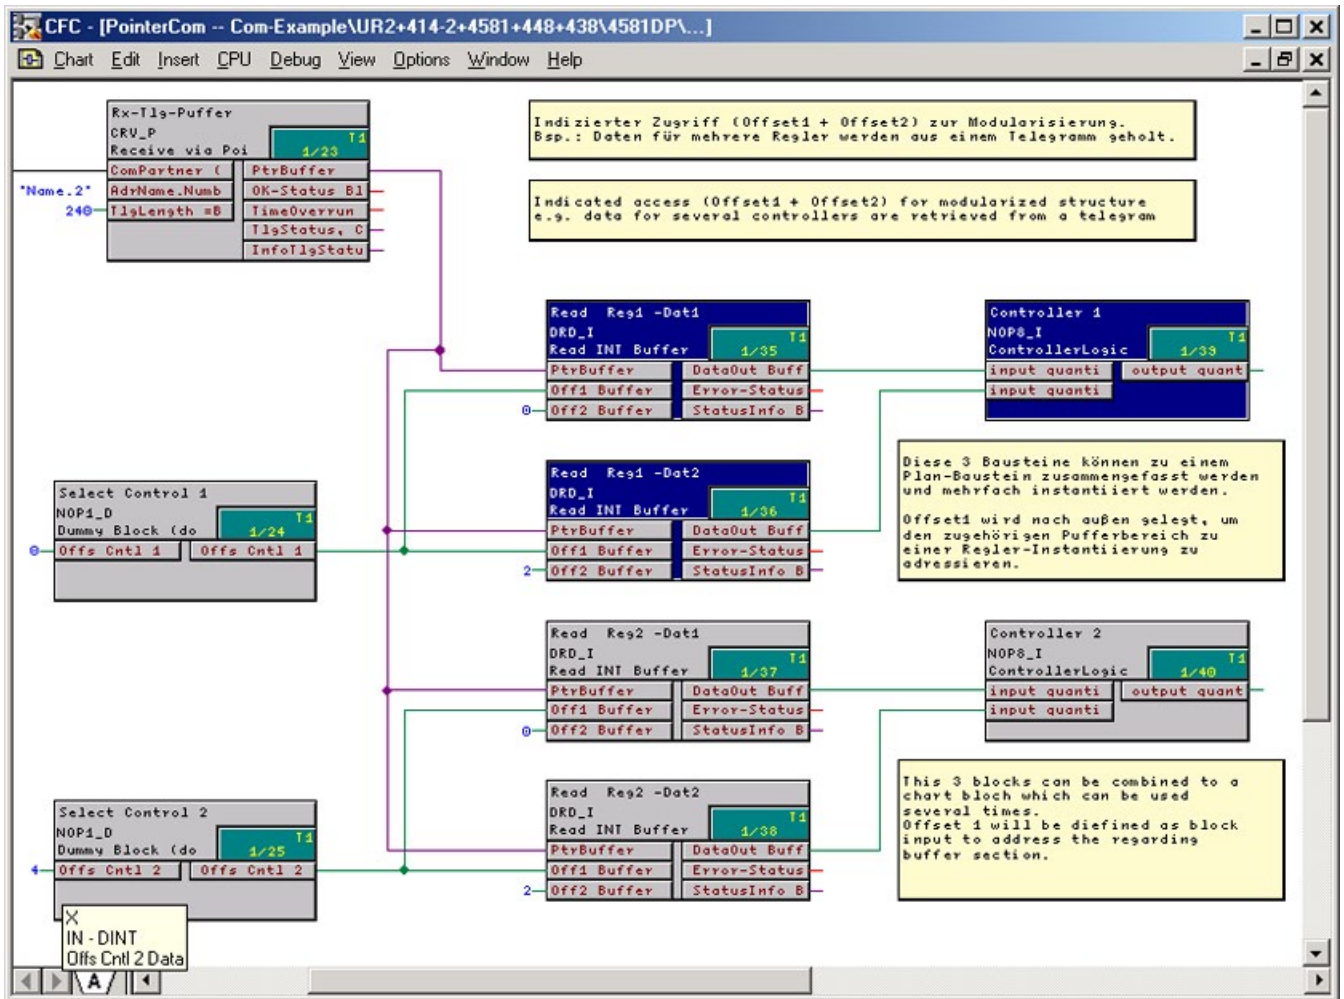 CFC - [PointerCom -- Com-Example\UR2+414-2+4581+448+438\4581DP\...]
Chart Edit Insert CPU Debug View Options Window Help
Rx-Tlg-Puffer
CRV_P
Receive via Poi
T1
1/23
ComPartner (
PtrBuffer
"Name.2"
AdrName.Numb
OK-Status Bl
240
TlgLength =B
TimeOverrun
TlgStatus, C
InfoTlgStatu
Indizierter Zugriff (Offset1 + Offset2) zur Modularisierung.
Bsp.: Daten für mehrere Regler werden aus einem Telegramm geholt.
Indicated access (Offset1 + Offset2) for modularized structure
e.g. data for several controllers are retrieved from a telegram
Read Reg1 -Dat1
DRD_I
Read INT Buffer
T1
1/35
PtrBuffer
DataOut Buff
Off1 Buffer
Error-Status
0
Off2 Buffer
StatusInfo B
Controller 1
NOP8_I
ControllerLogic
T1
1/39
input quanti
output quant
input quanti
Read Reg1 -Dat2
DRD_I
Read INT Buffer
T1
1/36
PtrBuffer
DataOut Buff
Off1 Buffer
Error-Status
2
Off2 Buffer
StatusInfo B
Diese 3 Bausteine können zu einem
Plan-Baustein zusammengefasst werden
und mehrfach instantiiert werden.
Offset1 wird nach außen gelegt, um
den zugehörigen Pufferbereich zu
einer Regler-Instantiierung zu
adressieren.
Select Control 1
NOP1_D
Dummy Block (do
T1
1/24
0
Offs Cntl 1
Offs Cntl 1
Read Reg2 -Dat1
DRD_I
Read INT Buffer
T1
1/37
PtrBuffer
DataOut Buff
Off1 Buffer
Error-Status
0
Off2 Buffer
StatusInfo B
Controller 2
NOP8_I
ControllerLogic
T1
1/40
input quanti
output quant
input quanti
Read Reg2 -Dat2
DRD_I
Read INT Buffer
T1
1/38
PtrBuffer
DataOut Buff
Off1 Buffer
Error-Status
2
Off2 Buffer
StatusInfo B
This 3 blocks can be combined to a
chart bloch which can be used
several times.
Offset 1 will be diefined as block
input to address the regarding
buffer section.
Select Control 2
NOP1_D
Dummy Block (do
T1
1/25
4
Offs Cntl 2
Offs Cntl 2
X
IN - DINT
Offs Cntl 2 Data
A